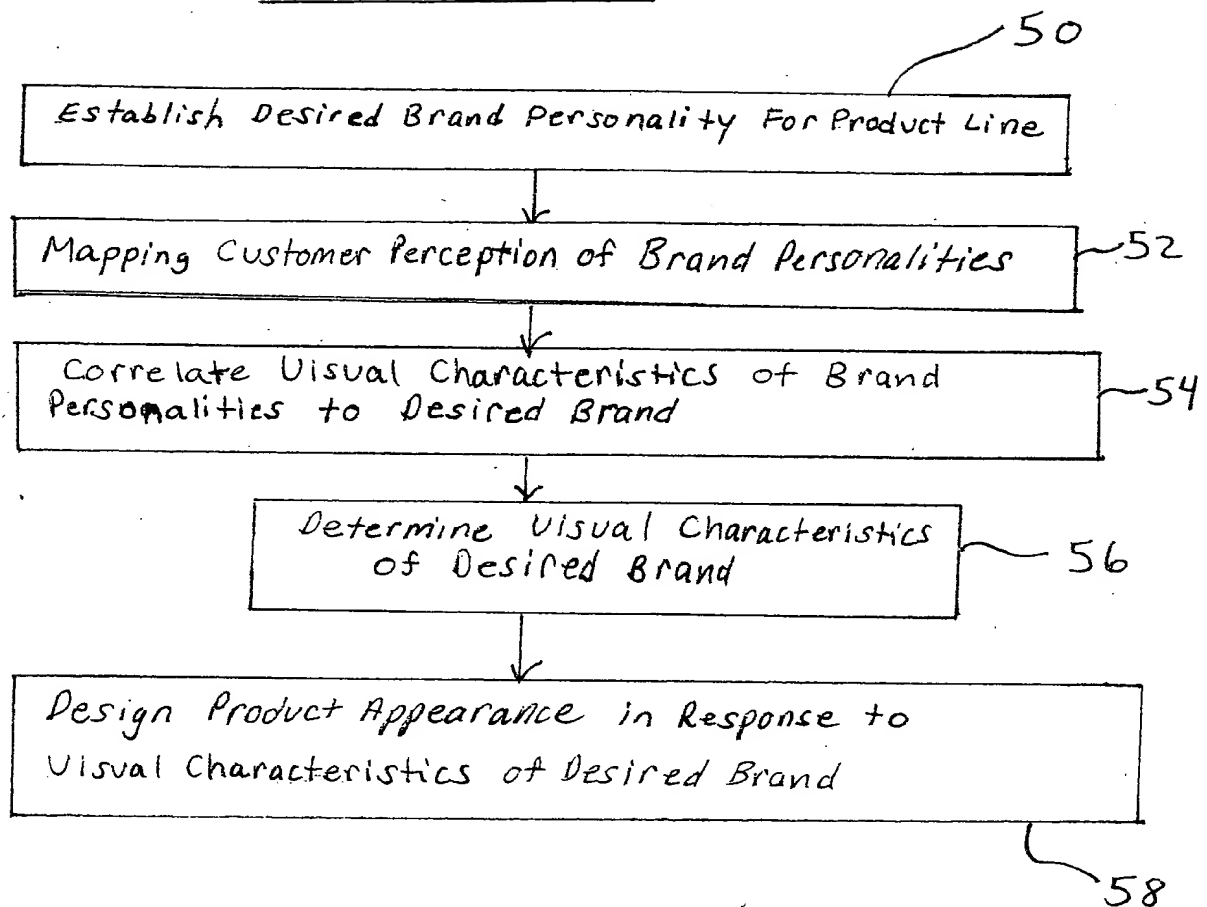 50
Establish Desired Brand Personality For Product Line
Mapping Customer Perception of Brand Personalities
52
Correlate Visual Characteristics of Brand
Personalities to Desired Brand
54
Determine Visual Characteristics
of Desired Brand
56
Design Product Appearance in Response to
Visual Characteristics of Desired Brand
58